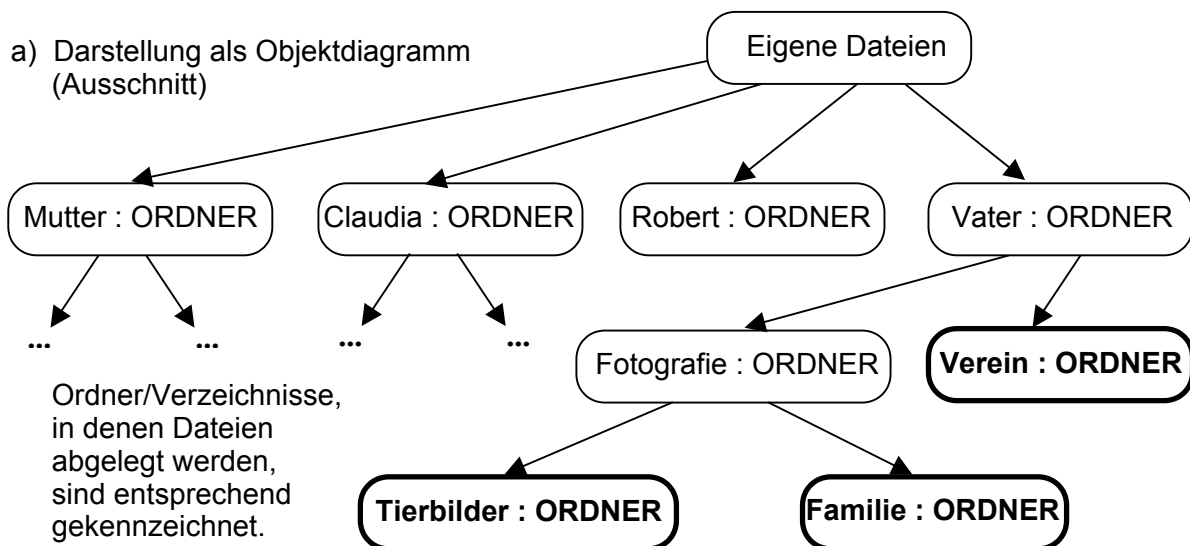 a) Darstellung als Objektdiagramm
(Ausschnitt)
Eigene Dateien
Mutter : ORDNER
Claudia : ORDNER
Robert : ORDNER
Vater : ORDNER
...
...
...
...
Fotografie : ORDNER
Verein : ORDNER
Ordner/Verzeichnisse,
in denen Dateien
abgelegt werden,
sind entsprechend
gekennzeichnet.
Tierbilder : ORDNER
Familie : ORDNER